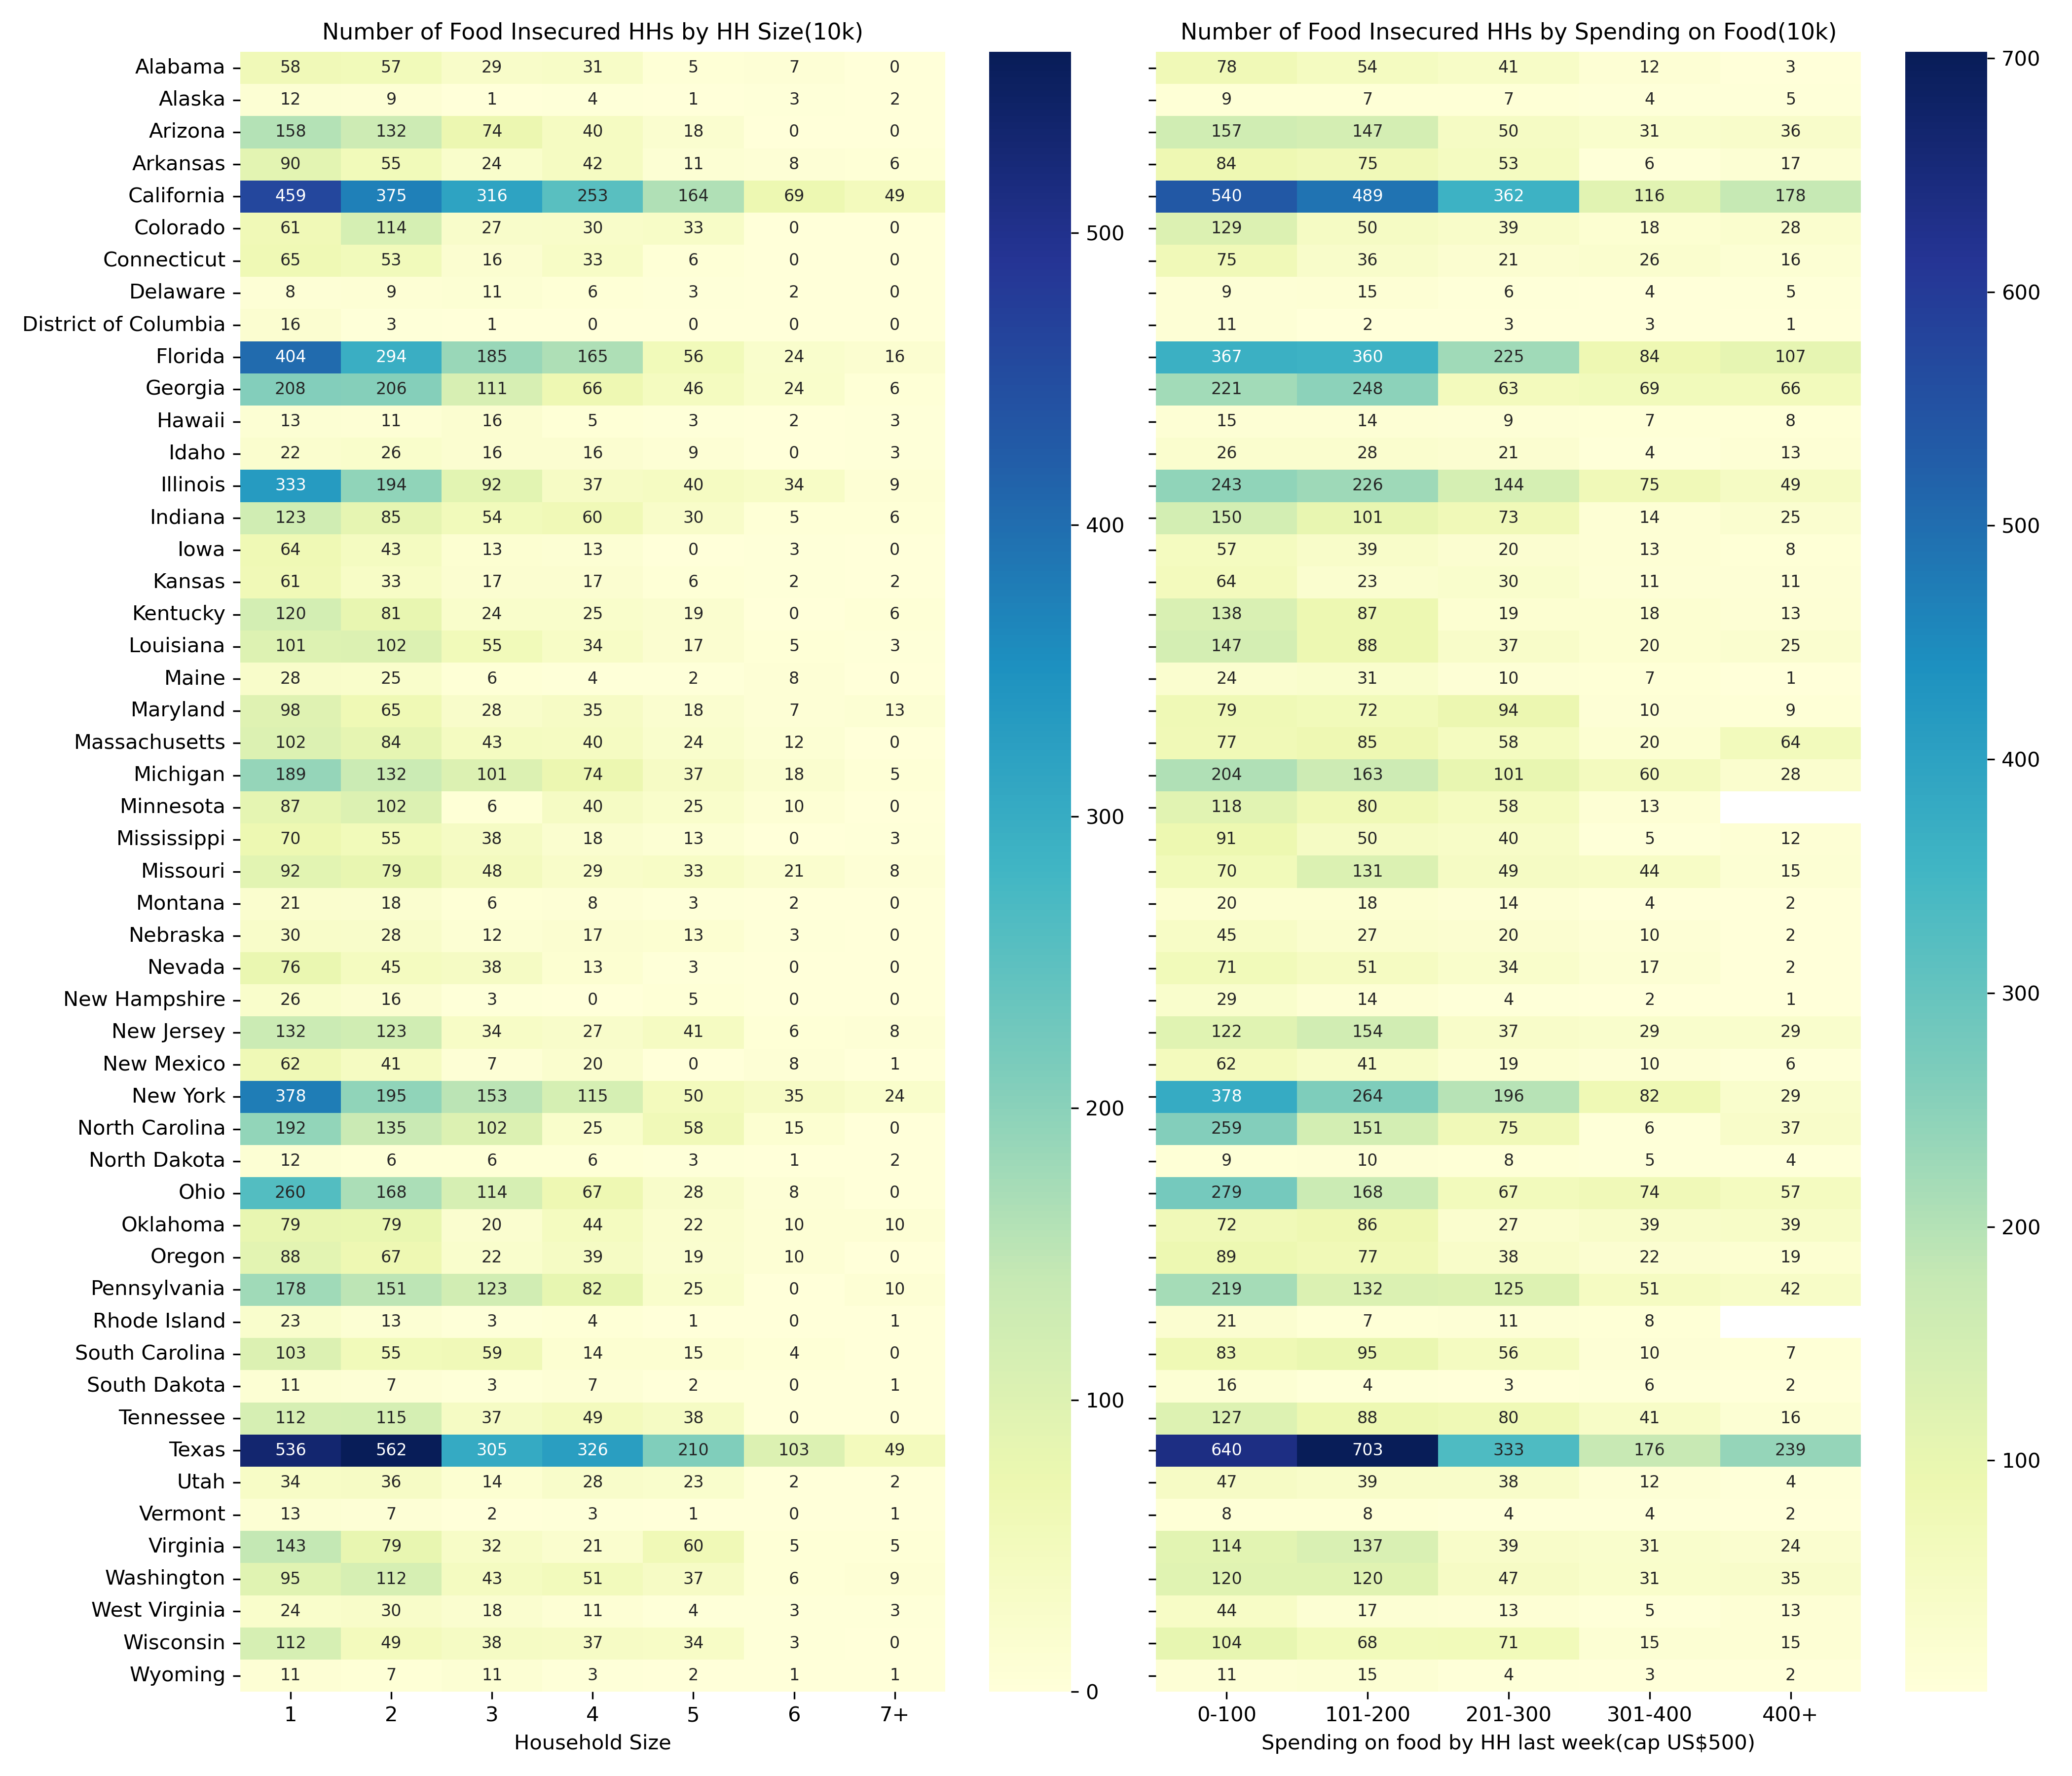 Number of Food Insecured HHs by HH Size(10k) Number of Food Insecured HHs by Spending on Food(10k)
Alabama 58 57 29 31 5 7 0 78 54 41 12 3 700
Alaska 12 9 1 4 1 3 2 9 7 7 4 5
Arizona 158 132 74 40 18 0 0 157 147 50 31 36
Arkansas 90 55 24 42 11 8 6 84 75 53 6 17
California 459 375 316 253 164 69 49 540 489 362 116 178
Colorado 61 114 27 30 33 0 0 500 129 50 39 18 28
Connecticut 65 53 16 33 6 0 0 75 36 21 26 16
Delaware 8 9 11 6 3 2 0 9 15 6 4 5 600
District of Columbia 16 3 1 0 0 0 0 11 2 3 3 1
Florida 404 294 185 165 56 24 16 367 360 225 84 107
Georgia 208 206 111 66 46 24 6 221 248 63 69 66
Hawaii 13 11 16 5 3 2 3 15 14 9 7 8
Idaho 22 26 16 16 9 0 3 26 28 21 4 13
Illinois 333 194 92 37 40 34 9 243 226 144 75 49
Indiana 123 85 54 60 30 5 6 400 150 101 73 14 25 500
Iowa 64 43 13 13 0 3 0 57 39 20 13 8
Kansas 61 33 17 17 6 2 2 64 23 30 11 11
Kentucky 120 81 24 25 19 0 6 138 87 19 18 13
Louisiana 101 102 55 34 17 5 3 147 88 37 20 25
Maine 28 25 6 4 2 8 0 24 31 10 7 1
Maryland 98 65 28 35 18 7 13 79 72 94 10 9
Massachusetts 102 84 43 40 24 12 0 77 85 58 20 64
Michigan 189 132 101 74 37 18 5 204 163 101 60 28 400
Minnesota 87 102 6 40 25 10 0 300 118 80 58 13
Mississippi 70 55 38 18 13 0 3 91 50 40 5 12
Missouri 92 79 48 29 33 21 8 70 131 49 44 15
Montana 21 18 6 8 3 2 0 20 18 14 4 2
Nebraska 30 28 12 17 13 3 0 45 27 20 10 2
Nevada 76 45 38 13 3 0 0 71 51 34 17 2
New Hampshire 26 16 3 0 5 0 0 29 14 4 2 1 300
New Jersey 132 123 34 27 41 6 8 122 154 37 29 29
New Mexico 62 41 7 20 0 8 1 62 41 19 10 6
New York 378 195 153 115 50 35 24 200 378 264 196 82 29
North Carolina 192 135 102 25 58 15 0 259 151 75 6 37
North Dakota 12 6 6 6 3 1 2 9 10 8 5 4
Ohio 260 168 114 67 28 8 0 279 168 67 74 57
Oklahoma 79 79 20 44 22 10 10 72 86 27 39 39 200
Oregon 88 67 22 39 19 10 0 89 77 38 22 19
Pennsylvania 178 151 123 82 25 0 10 219 132 125 51 42
Rhode Island 23 13 3 4 1 0 1 21 7 11 8
South Carolina 103 55 59 14 15 4 0 83 95 56 10 7
South Dakota 11 7 3 7 2 0 1 100 16 4 3 6 2
Tennessee 112 115 37 49 38 0 0 127 88 80 41 16
Texas 536 562 305 326 210 103 49 640 703 333 176 239 100
Utah 34 36 14 28 23 2 2 47 39 38 12 4
Vermont 13 7 2 3 1 0 1 8 8 4 4 2
Virginia 143 79 32 21 60 5 5 114 137 39 31 24
Washington 95 112 43 51 37 6 9 120 120 47 31 35
West Virginia 24 30 18 11 4 3 3 44 17 13 5 13
Wisconsin 112 49 38 37 34 3 0 104 68 71 15 15
Wyoming 11 7 11 3 2 1 1 0 11 15 4 3 2
1 2 3 4 5 6 7+ 0-100 101-200 201-300 301-400 400+
Household Size Spending on food by HH last week(cap US$500)